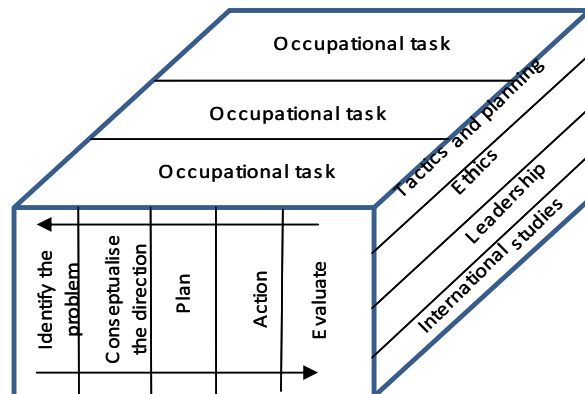 Occupational task
Occupational task
Occupational task
Tactics and planning
Ethics
Leadership
International studies
Identify the
problem
Conseptualise
the direction
Plan
Action
Evaluate